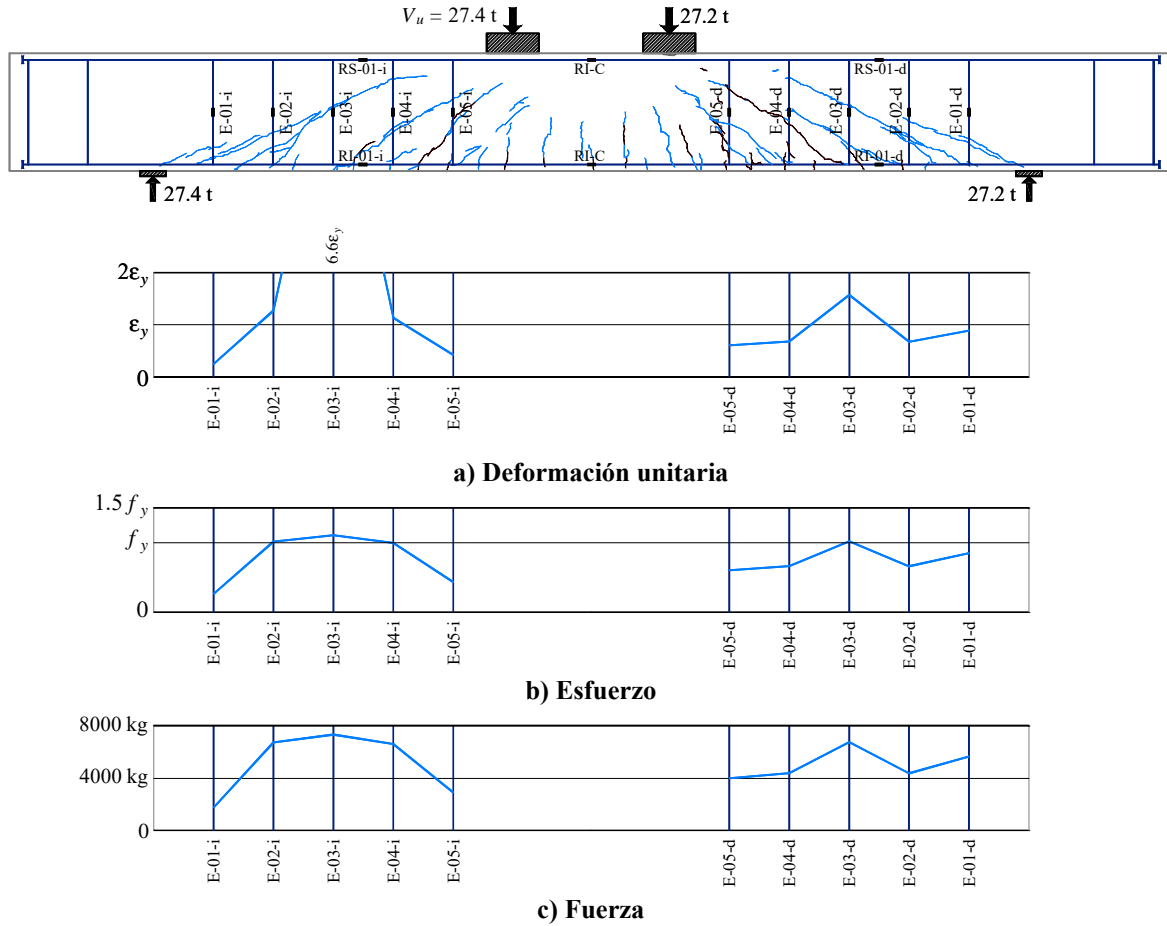 V_u = 27.4 t
27.2 t
RS-01-i
RI-C
RS-01-d
E-01-i
E-02-i
E-03-i
E-04-i
E-05-i
E-05-d
E-04-d
E-03-d
E-02-d
E-01-d
RI-01-i
RI-C
RI-01-d
27.4 t
27.2 t
6.6ε_y
2ε_y
ε_y
0
E-01-i
E-02-i
E-03-i
E-04-i
E-05-i
E-05-d
E-04-d
E-03-d
E-02-d
E-01-d
a) Deformación unitaria
1.5 f_y
f_y
0
E-01-i
E-02-i
E-03-i
E-04-i
E-05-i
E-05-d
E-04-d
E-03-d
E-02-d
E-01-d
b) Esfuerzo
8000 kg
4000 kg
0
E-01-i
E-02-i
E-03-i
E-04-i
E-05-i
E-05-d
E-04-d
E-03-d
E-02-d
E-01-d
c) Fuerza